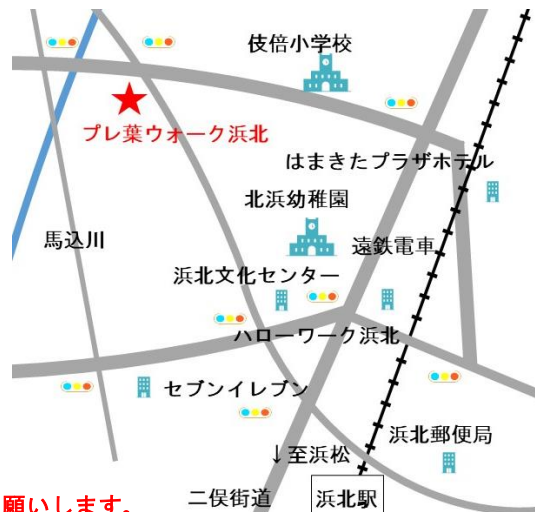 伎倍小学校
プレ葉ウォーク浜北
はまきたプラザホテル
北浜幼稚園
馬込川
遠鉄電車
浜北文化センター
ハローワーク浜北
セブンイレブン
浜北郵便局
↓至浜松
二俣街道
浜北駅
願いします。